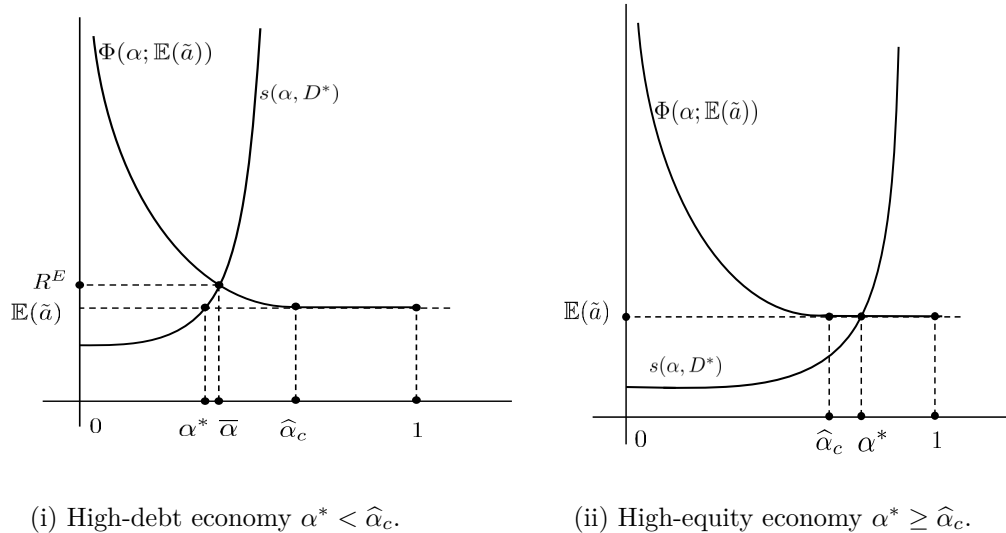 Φ(α; 𝔼(ã))
s(α, D*)
R^E
𝔼(ã)
0
α*
ᾱ
α̂_c
1
(i) High-debt economy α* < α̂_c.
Φ(α; 𝔼(ã))
𝔼(ã)
s(α, D*)
0
α̂_c
α*
1
(ii) High-equity economy α* ≥ α̂_c.